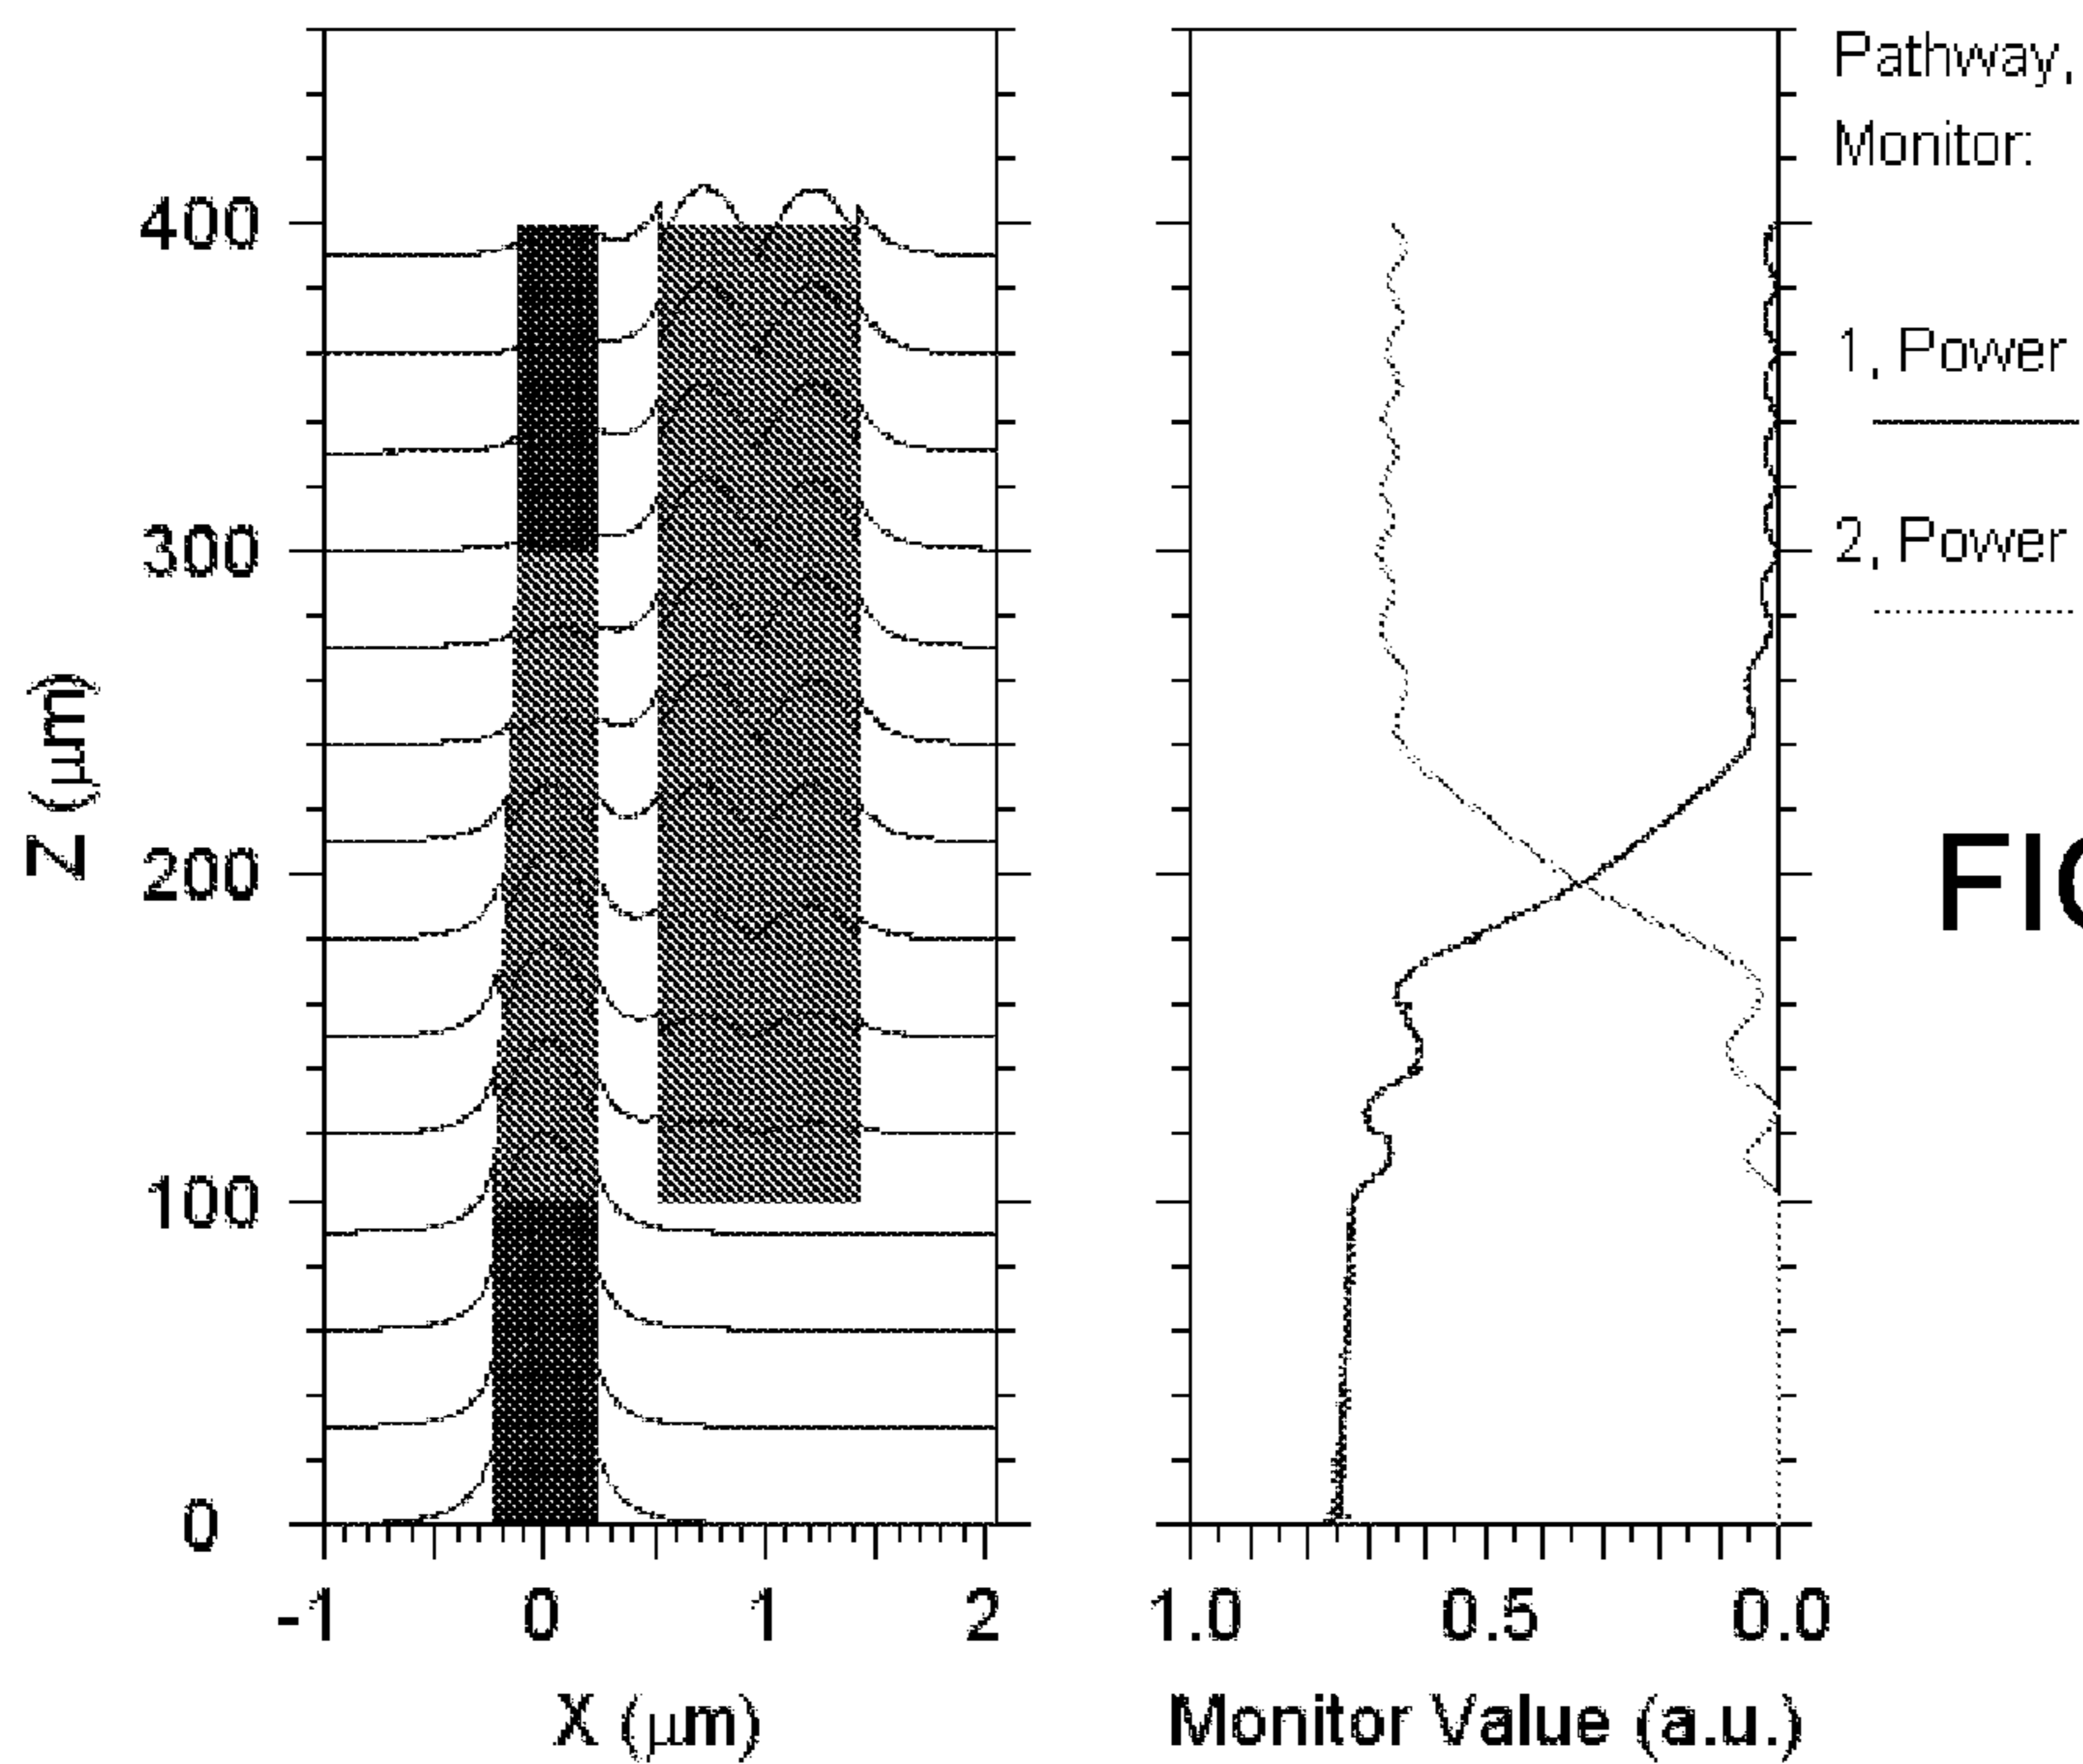 Pathway,
Monitor:
1, Power
2, Power
Z (μm)
400
300
200
100
0
-1 0 1 2
X (μm)
1.0 0.5 0.0
Monitor Value (a.u.)